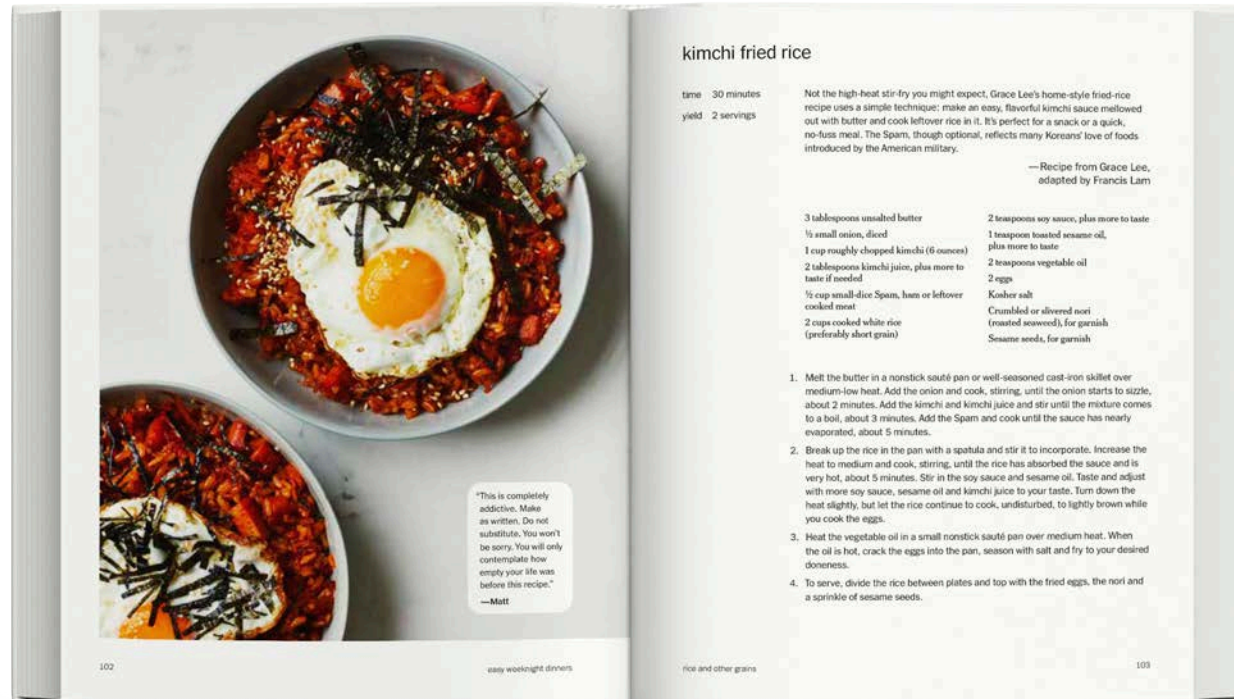 "This is completely
addictive. Make
as written. Do not
substitute. You won't
be sorry. You will only
contemplate how
empty your life was
before this recipe."
—Matt
102
easy weeknight dinners
kimchi fried rice
time 30 minutes
yield 2 servings
Not the high-heat stir-fry you might expect, Grace Lee's home-style fried-rice
recipe uses a simple technique: make an easy, flavorful kimchi sauce mellowed
out with butter and cook leftover rice in it. It's perfect for a snack or a quick,
no-fuss meal. The Spam, though optional, reflects many Koreans' love of foods
introduced by the American military.
—Recipe from Grace Lee,
adapted by Francis Lam
3 tablespoons unsalted butter
½ small onion, diced
1 cup roughly chopped kimchi (6 ounces)
2 tablespoons kimchi juice, plus more to
taste if needed
½ cup small-dice Spam, ham or leftover
cooked meat
2 cups cooked white rice
(preferably short grain)
2 teaspoons soy sauce, plus more to taste
1 teaspoon toasted sesame oil,
plus more to taste
2 teaspoons vegetable oil
2 eggs
Kosher salt
Crumbled or slivered nori
(roasted seaweed), for garnish
Sesame seeds, for garnish
1. Melt the butter in a nonstick sauté pan or well-seasoned cast-iron skillet over
medium-low heat. Add the onion and cook, stirring, until the onion starts to sizzle,
about 2 minutes. Add the kimchi and kimchi juice and stir until the mixture comes
to a boil, about 3 minutes. Add the Spam and cook until the sauce has nearly
evaporated, about 5 minutes.
2. Break up the rice in the pan with a spatula and stir it to incorporate. Increase the
heat to medium and cook, stirring, until the rice has absorbed the sauce and is
very hot, about 5 minutes. Stir in the soy sauce and sesame oil. Taste and adjust
with more soy sauce, sesame oil and kimchi juice to your taste. Turn down the
heat slightly, but let the rice continue to cook, undisturbed, to lightly brown while
you cook the eggs.
3. Heat the vegetable oil in a small nonstick sauté pan over medium heat. When
the oil is hot, crack the eggs into the pan, season with salt and fry to your desired
doneness.
4. To serve, divide the rice between plates and top with the fried eggs, the nori and
a sprinkle of sesame seeds.
rice and other grains
103